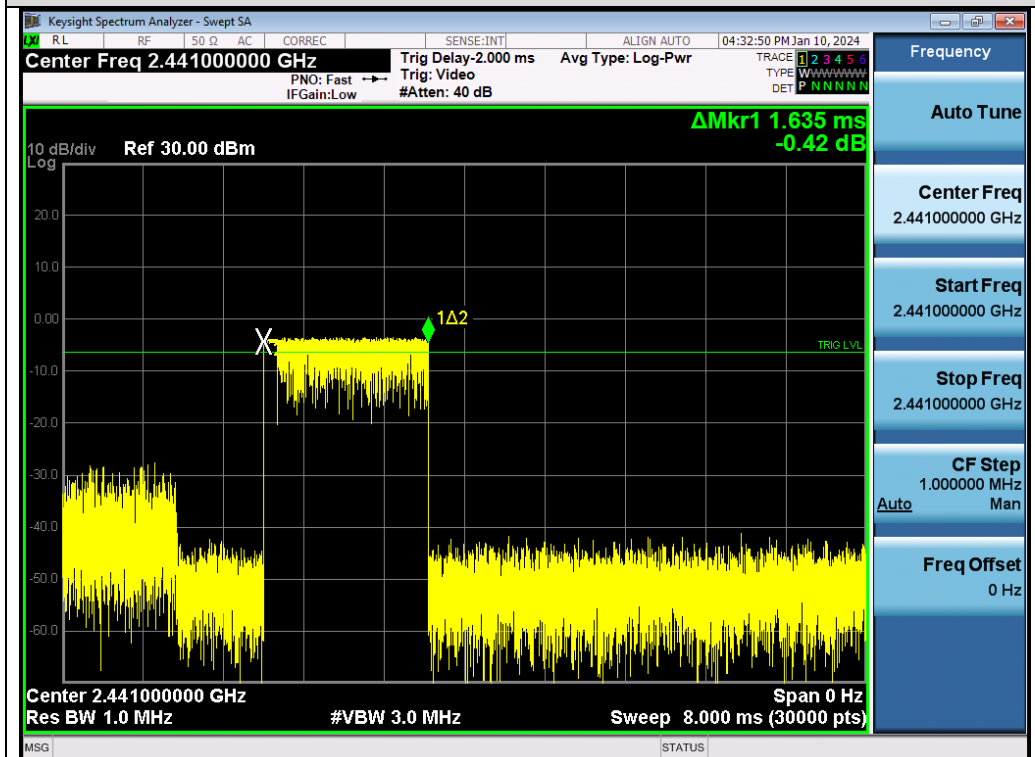 Keysight Spectrum Analyzer - Swept SA
LXI RL RF 50 Ω AC CORREC SENSE:INT ALIGN AUTO 04:32:50 PM Jan 10, 2024
Center Freq 2.441000000 GHz
PNO: Fast
IFGain:Low
Trig Delay-2.000 ms
Trig: Video
#Atten: 40 dB
Avg Type: Log-Pwr
TRACE 1 2 3 4 5 6
TYPE WWWWWW
DET P N N N N N
ΔMkr1 1.635 ms
-0.42 dB
10 dB/div Ref 30.00 dBm
Log
20.0
10.0
0.00
-10.0
-20.0
-30.0
-40.0
-50.0
-60.0
1Δ2
TRIG LVL
Center 2.441000000 GHz Span 0 Hz
Res BW 1.0 MHz #VBW 3.0 MHz Sweep 8.000 ms (30000 pts)
MSG STATUS
Frequency
Auto Tune
Center Freq
2.441000000 GHz
Start Freq
2.441000000 GHz
Stop Freq
2.441000000 GHz
CF Step
1.000000 MHz
Auto Man
Freq Offset
0 Hz